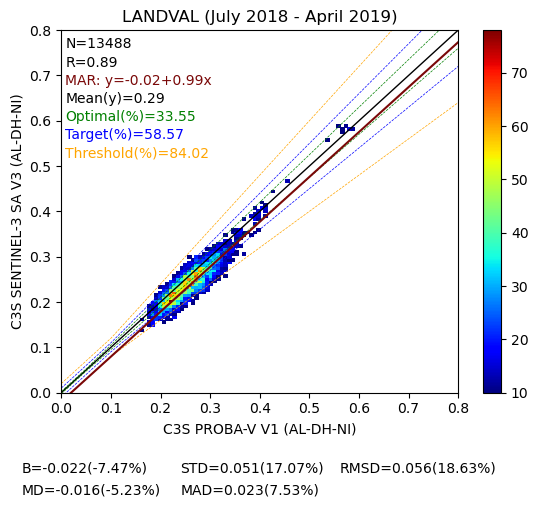 LANDVAL (July 2018 - April 2019)
N=13488
R=0.89
MAR: y=-0.02+0.99x
Mean(y)=0.29
Optimal(%)=33.55
Target(%)=58.57
Threshold(%)=84.02
C3S SENTINEL-3 SA V3 (AL-DH-NI)
0.8
0.7
0.6
0.5
0.4
0.3
0.2
0.1
0.0
0.0 0.1 0.2 0.3 0.4 0.5 0.6 0.7 0.8
C3S PROBA-V V1 (AL-DH-NI)
70
60
50
40
30
20
10
B=-0.022(-7.47%) STD=0.051(17.07%) RMSD=0.056(18.63%)
MD=-0.016(-5.23%) MAD=0.023(7.53%)